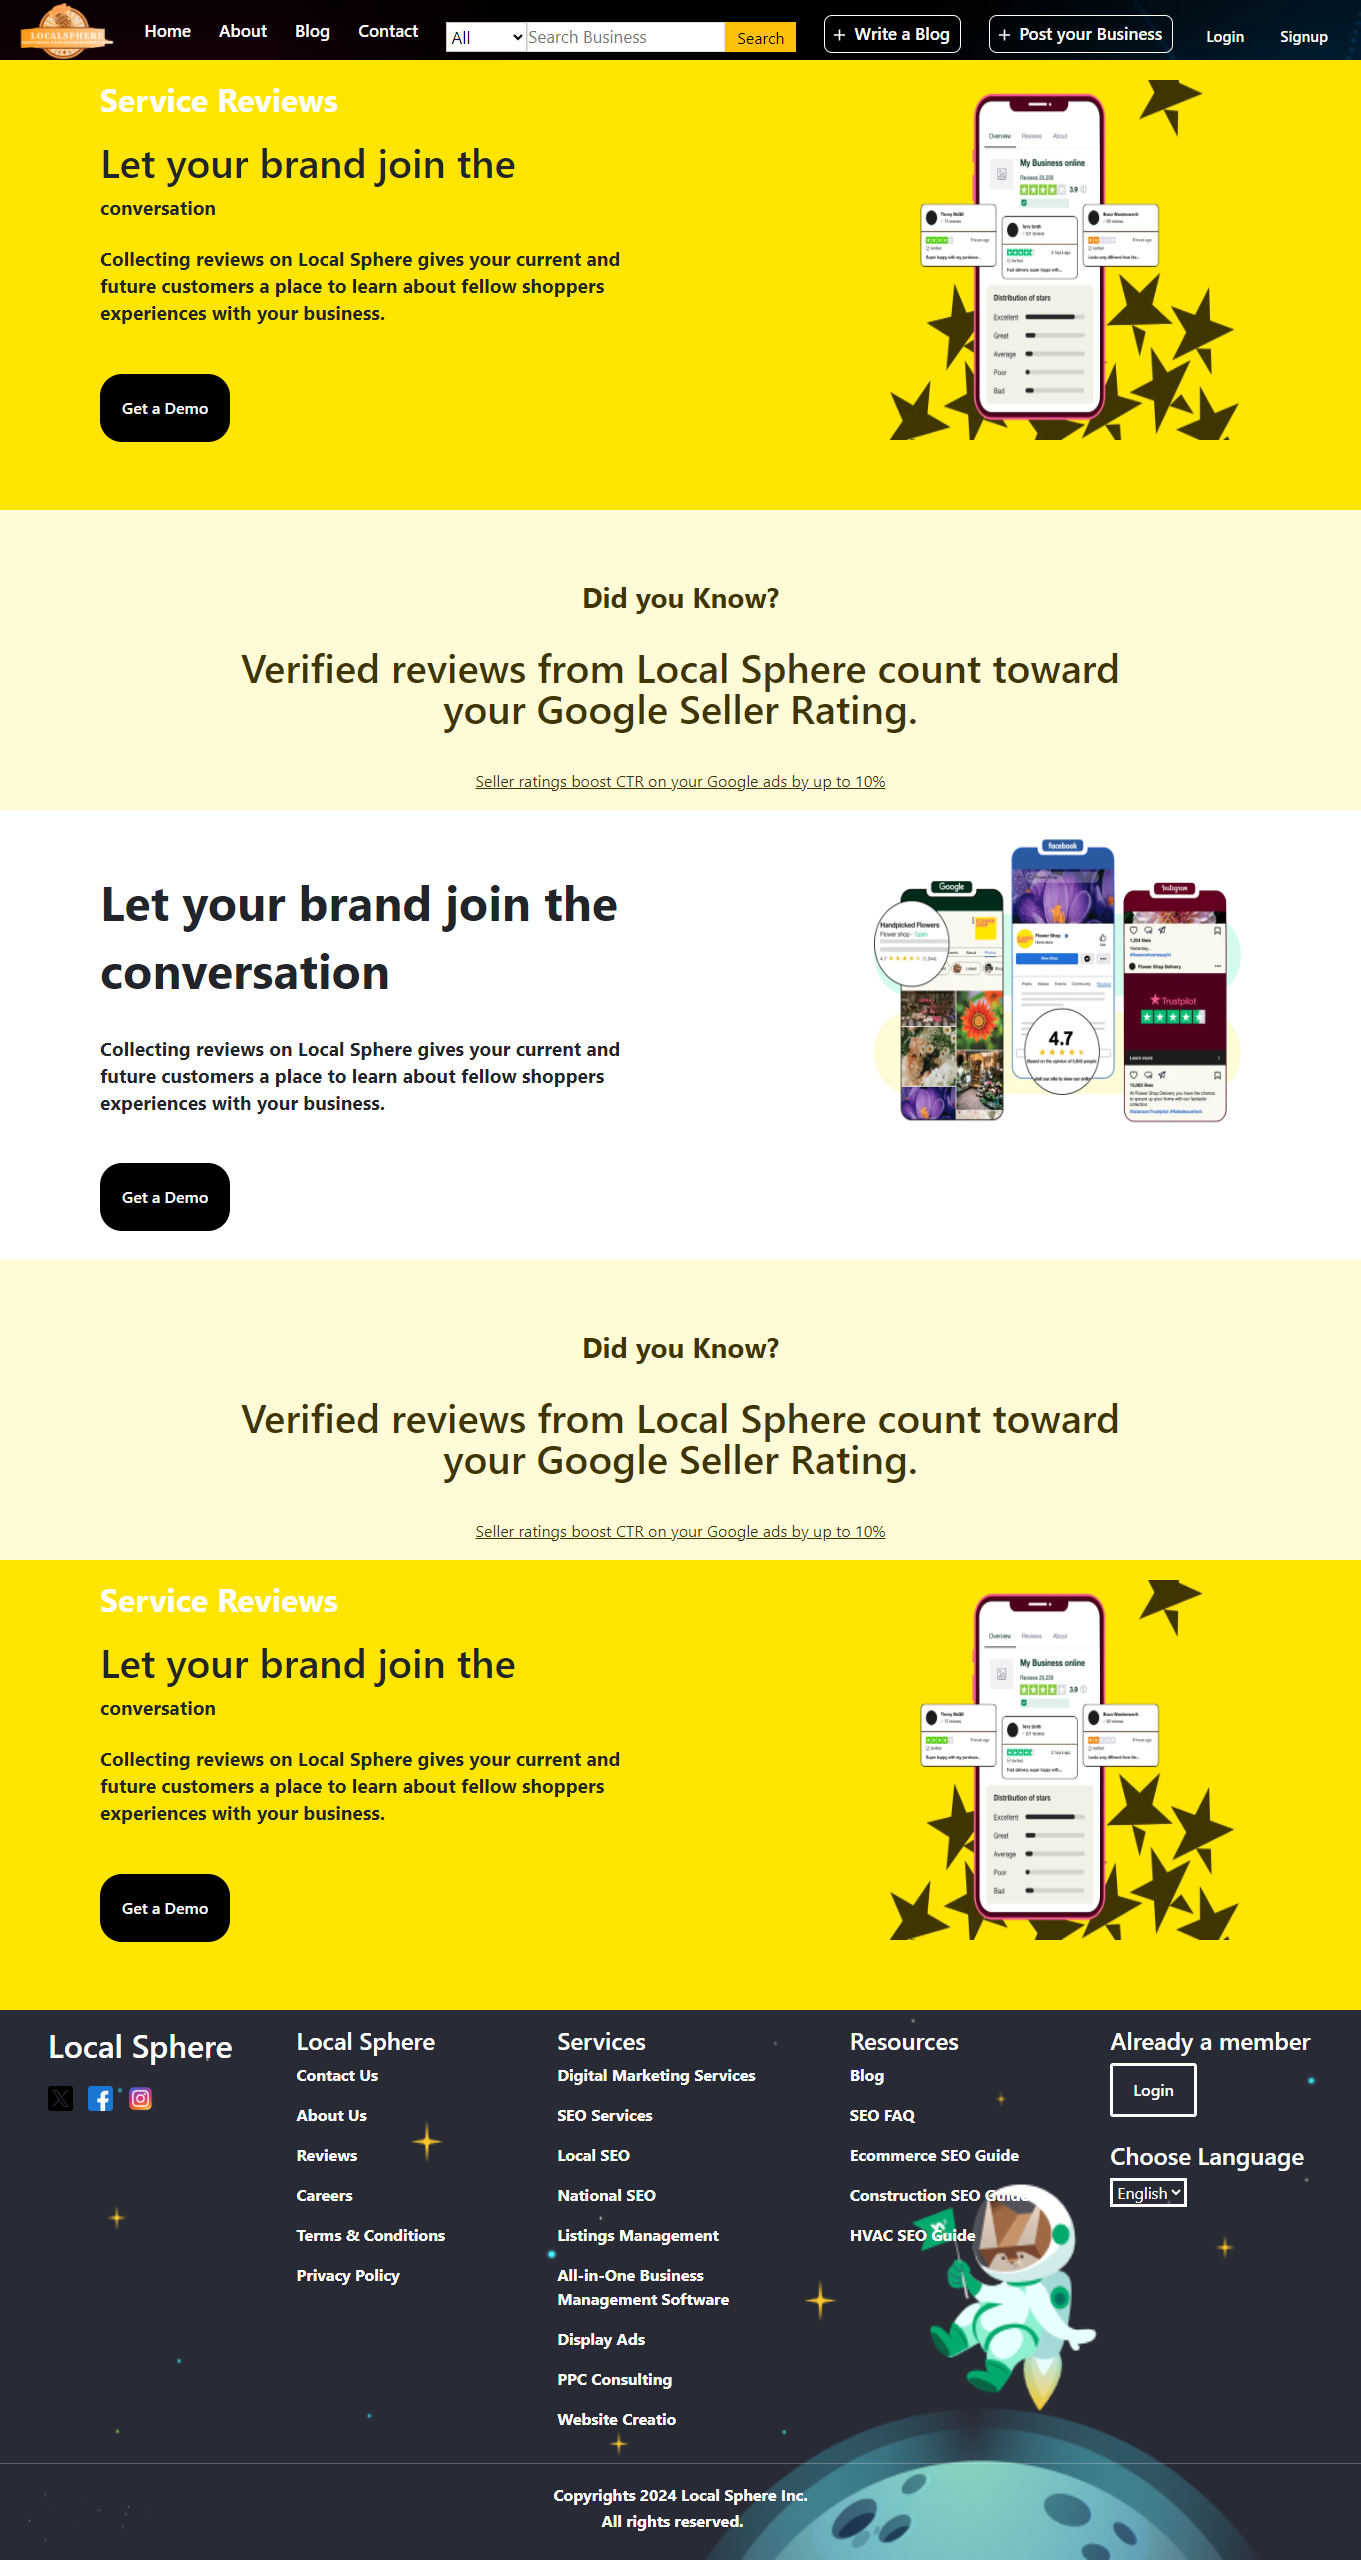 LOCALSPHERE
Home
About
Blog
Contact
All
Search Business
Search
+ Write a Blog
+ Post your Business
Login
Signup
Service Reviews
Let your brand join the
conversation
Collecting reviews on Local Sphere gives your current and
future customers a place to learn about fellow shoppers
experiences with your business.
Get a Demo
Overview
Reviews
About
My Business online
Reviews 20,209
3.9
Distribution of stars
Excellent
Great
Average
Poor
Bad
Did you Know?
Verified reviews from Local Sphere count toward
your Google Seller Rating.
Seller ratings boost CTR on your Google ads by up to 10%
Let your brand join the
conversation
Collecting reviews on Local Sphere gives your current and
future customers a place to learn about fellow shoppers
experiences with your business.
Get a Demo
Google
Handpicked Flowers
Flower shop · Open
facebook
Flower Shop
4.7
Instagram
Flower Shop Delivery
Trustpilot
Learn more
Did you Know?
Verified reviews from Local Sphere count toward
your Google Seller Rating.
Seller ratings boost CTR on your Google ads by up to 10%
Service Reviews
Let your brand join the
conversation
Collecting reviews on Local Sphere gives your current and
future customers a place to learn about fellow shoppers
experiences with your business.
Get a Demo
Overview
Reviews
About
My Business online
Reviews 20,209
3.9
Distribution of stars
Excellent
Great
Average
Poor
Bad
Local Sphere
Local Sphere
Contact Us
About Us
Reviews
Careers
Terms & Conditions
Privacy Policy
Services
Digital Marketing Services
SEO Services
Local SEO
National SEO
Listings Management
All-in-One Business
Management Software
Display Ads
PPC Consulting
Website Creatio
Resources
Blog
SEO FAQ
Ecommerce SEO Guide
Construction SEO Guide
HVAC SEO Guide
Already a member
Login
Choose Language
English
Copyrights 2024 Local Sphere Inc.
All rights reserved.